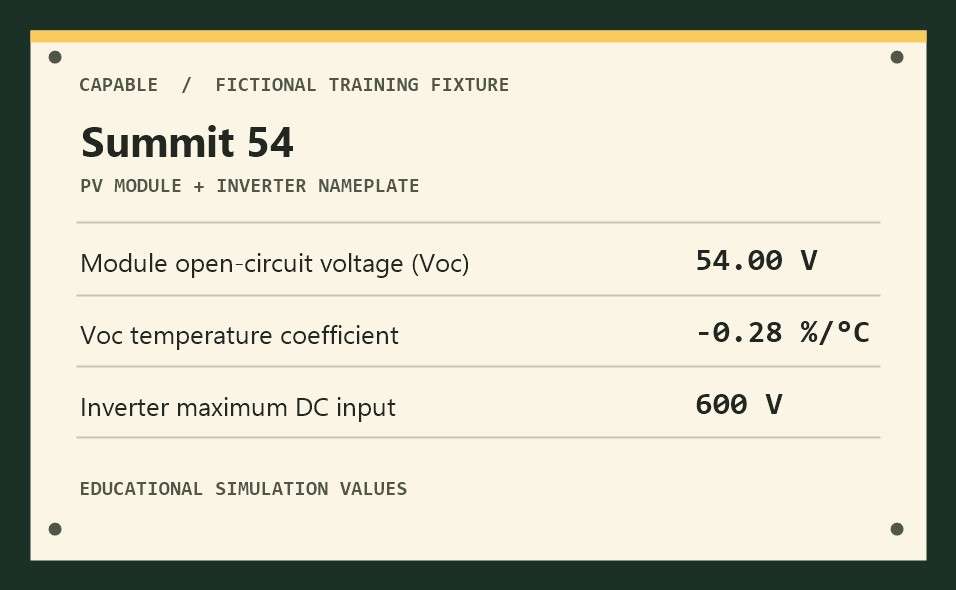 CAPABLE / FICTIONAL TRAINING FIXTURE
Summit 54
PV MODULE + INVERTER NAMEPLATE
Module open-circuit voltage (Voc) 54.00 V
Voc temperature coefficient -0.28 %/°C
Inverter maximum DC input 600 V
EDUCATIONAL SIMULATION VALUES